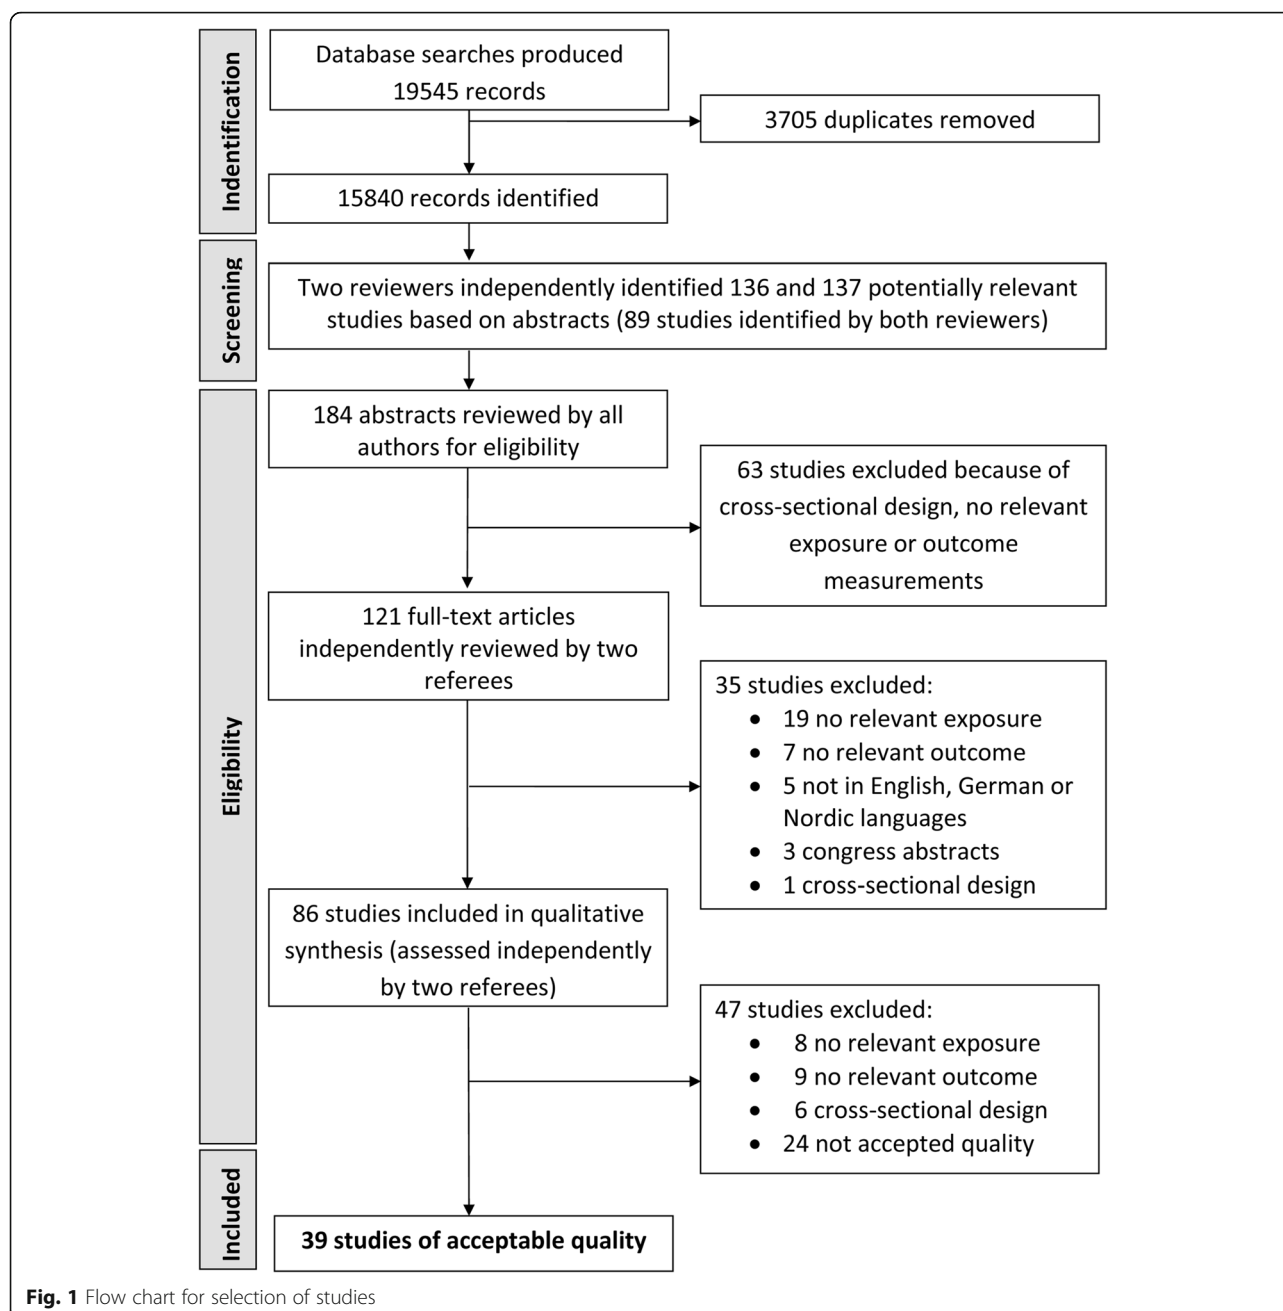 Indentification
Database searches produced
19545 records
3705 duplicates removed
15840 records identified
Screening
Two reviewers independently identified 136 and 137 potentially relevant
studies based on abstracts (89 studies identified by both reviewers)
Eligibility
184 abstracts reviewed by all
authors for eligibility
63 studies excluded because of
cross-sectional design, no relevant
exposure or outcome
measurements
121 full-text articles
independently reviewed by two
referees
35 studies excluded:
• 19 no relevant exposure
• 7 no relevant outcome
• 5 not in English, German or
Nordic languages
• 3 congress abstracts
• 1 cross-sectional design
86 studies included in qualitative
synthesis (assessed independently
by two referees)
47 studies excluded:
• 8 no relevant exposure
• 9 no relevant outcome
• 6 cross-sectional design
• 24 not accepted quality
Included
39 studies of acceptable quality
Fig. 1 Flow chart for selection of studies